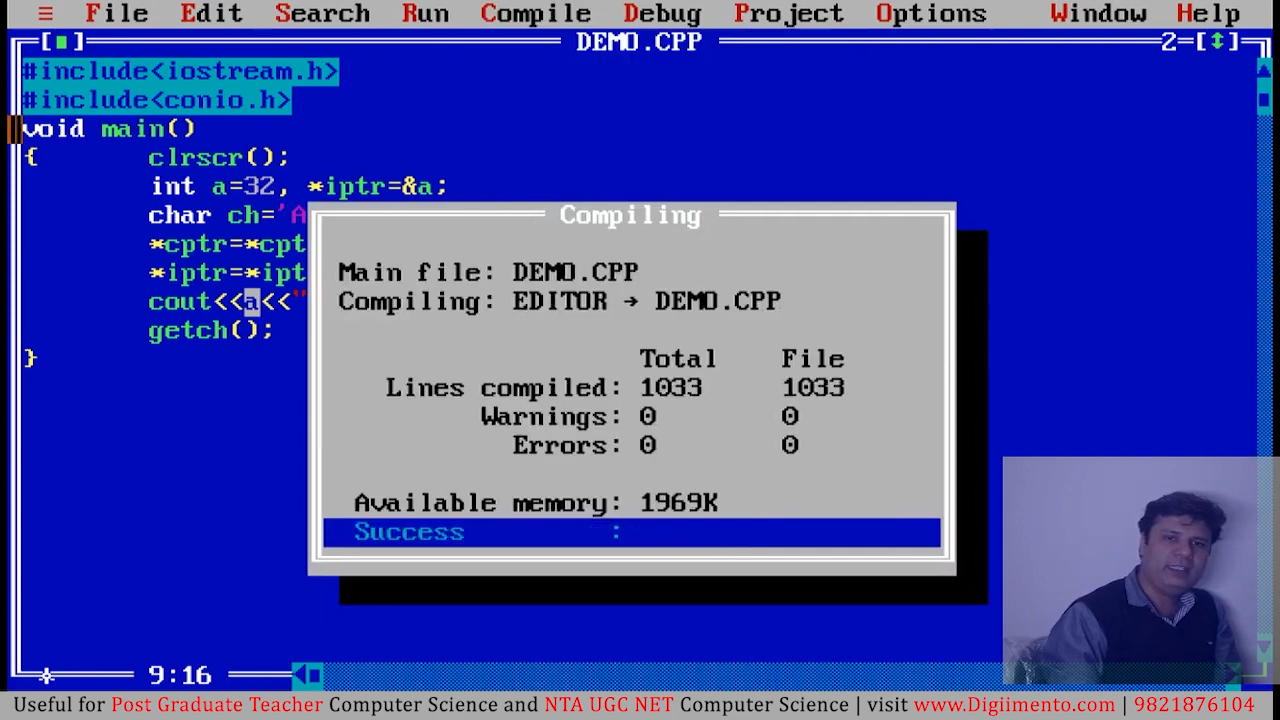 ≡ File Edit Search Run Compile Debug Project Options Window Help
[■] DEMO.CPP 2=[↕]
#include<iostream.h>
#include<conio.h>
void main()
{ clrscr();
int a=32, *iptr=&a;
char ch='A
*cptr=*cpt
*iptr=*ipt
cout<<a<<"
getch();
}
Compiling
Main file: DEMO.CPP
Compiling: EDITOR → DEMO.CPP
Total File
Lines compiled: 1033 1033
Warnings: 0 0
Errors: 0 0
Available memory: 1969K
Success :
9:16
Useful for Post Graduate Teacher Computer Science and NTA UGC NET Computer Science | visit www.Digiimento.com | 9821876104